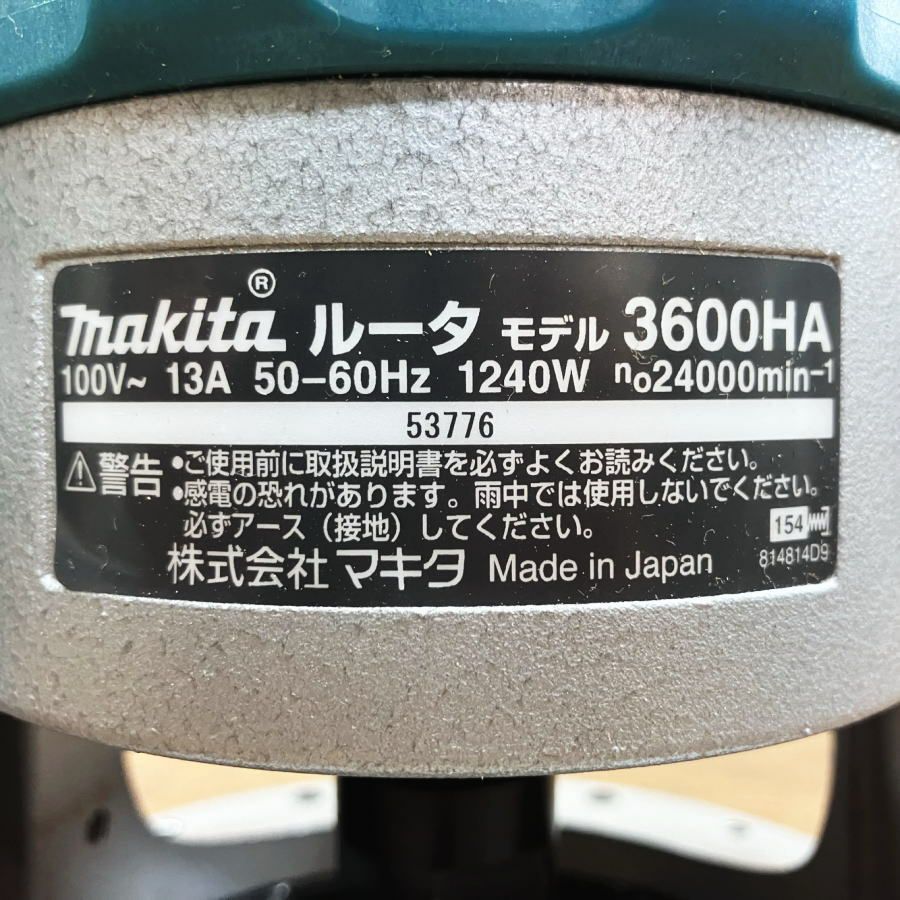 makita® ルータ モデル 3600HA
100V~ 13A 50-60Hz 1240W n₀24000min⁻¹
53776
⚠警告 •ご使用前に取扱説明書を必ずよくお読みください。
•感電の恐れがあります。雨中では使用しないでください。
必ずアース（接地）してください。
154
株式会社 マキタ Made in Japan 814814D9